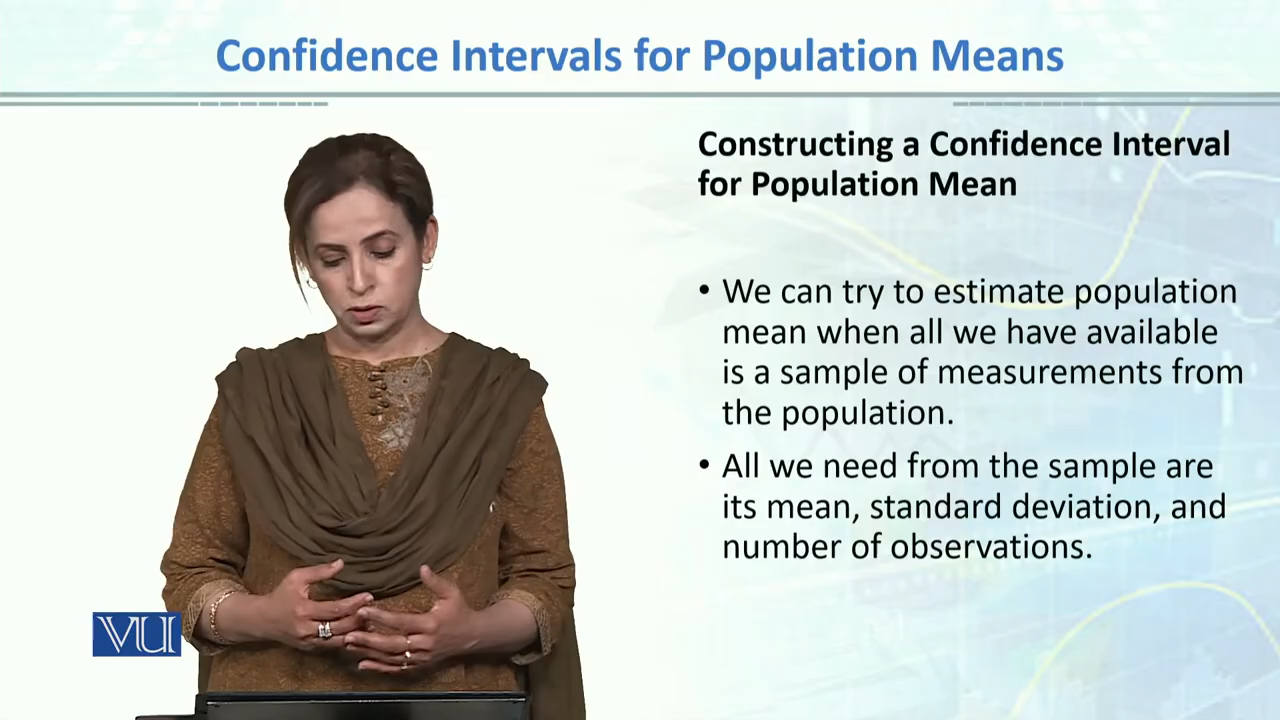 Confidence Intervals for Population Means
Constructing a Confidence Interval
for Population Mean
• We can try to estimate population
mean when all we have available
is a sample of measurements from
the population.
• All we need from the sample are
its mean, standard deviation, and
number of observations.
VU